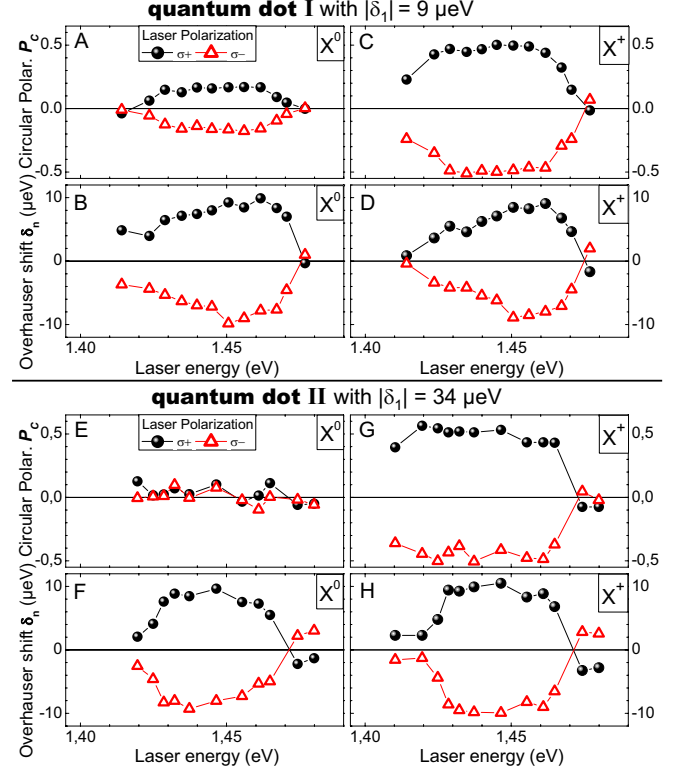 quantum dot I with |δ₁| = 9 μeV
A
Laser Polarization
σ+ σ−
X⁰
C
X⁺
0.5
0.0
-0.5
Circular Polar. P_c
B
X⁰
D
X⁺
10
0
-10
Overhauser shift δ_n (μeV)
1.40 1.45 1.40 1.45
Laser energy (eV) Laser energy (eV)
quantum dot II with |δ₁| = 34 μeV
E
Laser Polarization
σ+ σ−
X⁰
G
X⁺
0,5
0,0
-0,5
Circular Polar. P_c
F
X⁰
H
X⁺
10
0
-10
Overhauser shift δ_n (μeV)
1,40 1,45 1,40 1,45
Laser energy (eV) Laser energy (eV)